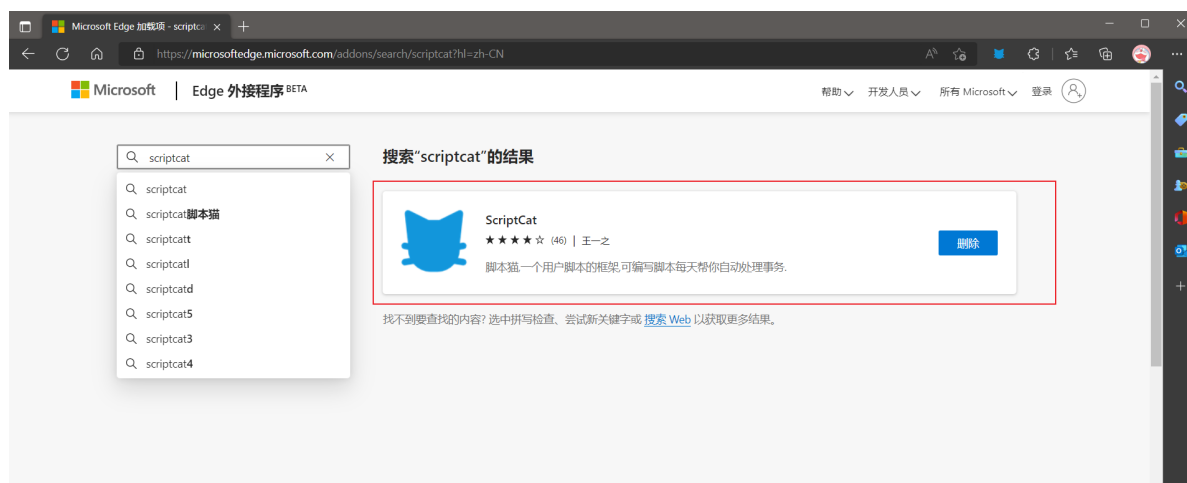 Microsoft Edge 加载项 - scriptca
https://microsoftedge.microsoft.com/addons/search/scriptcat?hl=zh-CN
Microsoft | Edge 外接程序 BETA
帮助 开发人员 所有 Microsoft 登录
scriptcat
scriptcat
scriptcat脚本猫
scriptcatt
scriptcatl
scriptcatd
scriptcat5
scriptcat3
scriptcat4
搜索“scriptcat”的结果
ScriptCat
★★★★☆ (46) | 王一之
脚本猫,一个用户脚本的框架,可编写脚本每天帮你自动处理事务.
删除
找不到要查找的内容? 选中拼写检查、尝试新关键字或 搜索 Web 以获取更多结果。